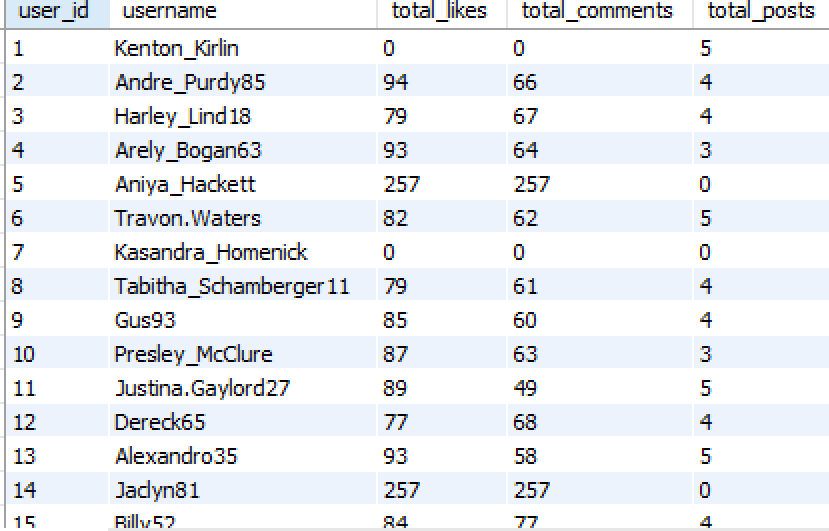 user_id username total_likes total_comments total_posts
1 Kenton_Kirlin 0 0 5
2 Andre_Purdy85 94 66 4
3 Harley_Lind18 79 67 4
4 Arely_Bogan63 93 64 3
5 Aniya_Hackett 257 257 0
6 Travon.Waters 82 62 5
7 Kasandra_Homenick 0 0 0
8 Tabitha_Schamberger11 79 61 4
9 Gus93 85 60 4
10 Presley_McClure 87 63 3
11 Justina.Gaylord27 89 49 5
12 Dereck65 77 68 4
13 Alexandro35 93 58 5
14 Jaclyn81 257 257 0
15 Billy52 84 77 4